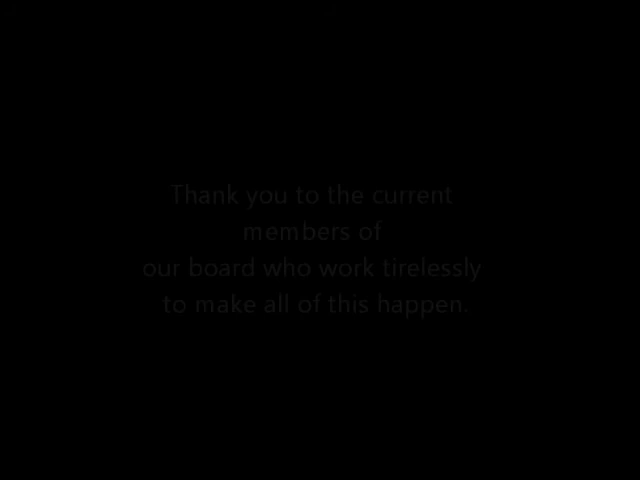 Thank you to the current
members of
our board who work tirelessly
to make all of this happen.